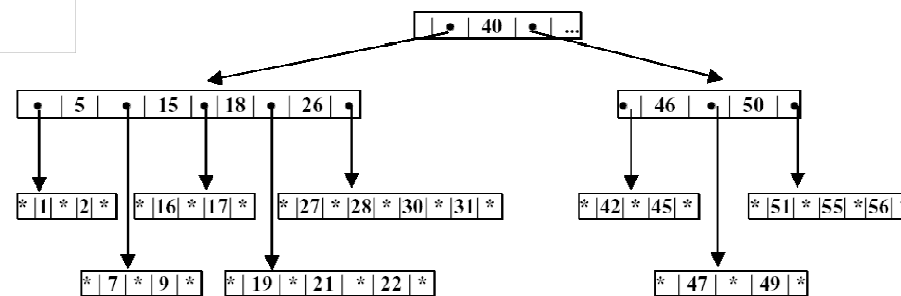 | • | 40 | • | ...
• | 5 | • | 15 | • | 18 | • | 26 | •
• | 46 | • | 50 | •
* | 1 | * | 2 | *
* | 16 | * | 17 | *
* | 27 | * 28 * | 30 * | 31 | *
* | 42 | * 45 | *
* | 51 | * | 55 | * 56 | *
* | 7 | * | 9 | *
* | 19 | * | 21 | * | 22 | *
* | 47 | * | 49 | *